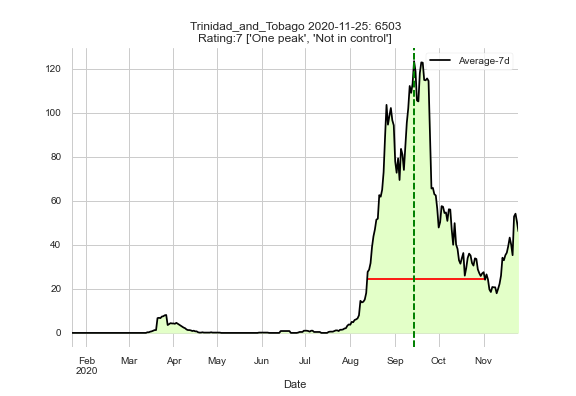 Trinidad_and_Tobago 2020-11-25: 6503
Rating:7 ['One peak', 'Not in control']
Average-7d
120
100
80
60
40
20
0
Feb Mar Apr May Jun Jul Aug Sep Oct Nov
2020
Date